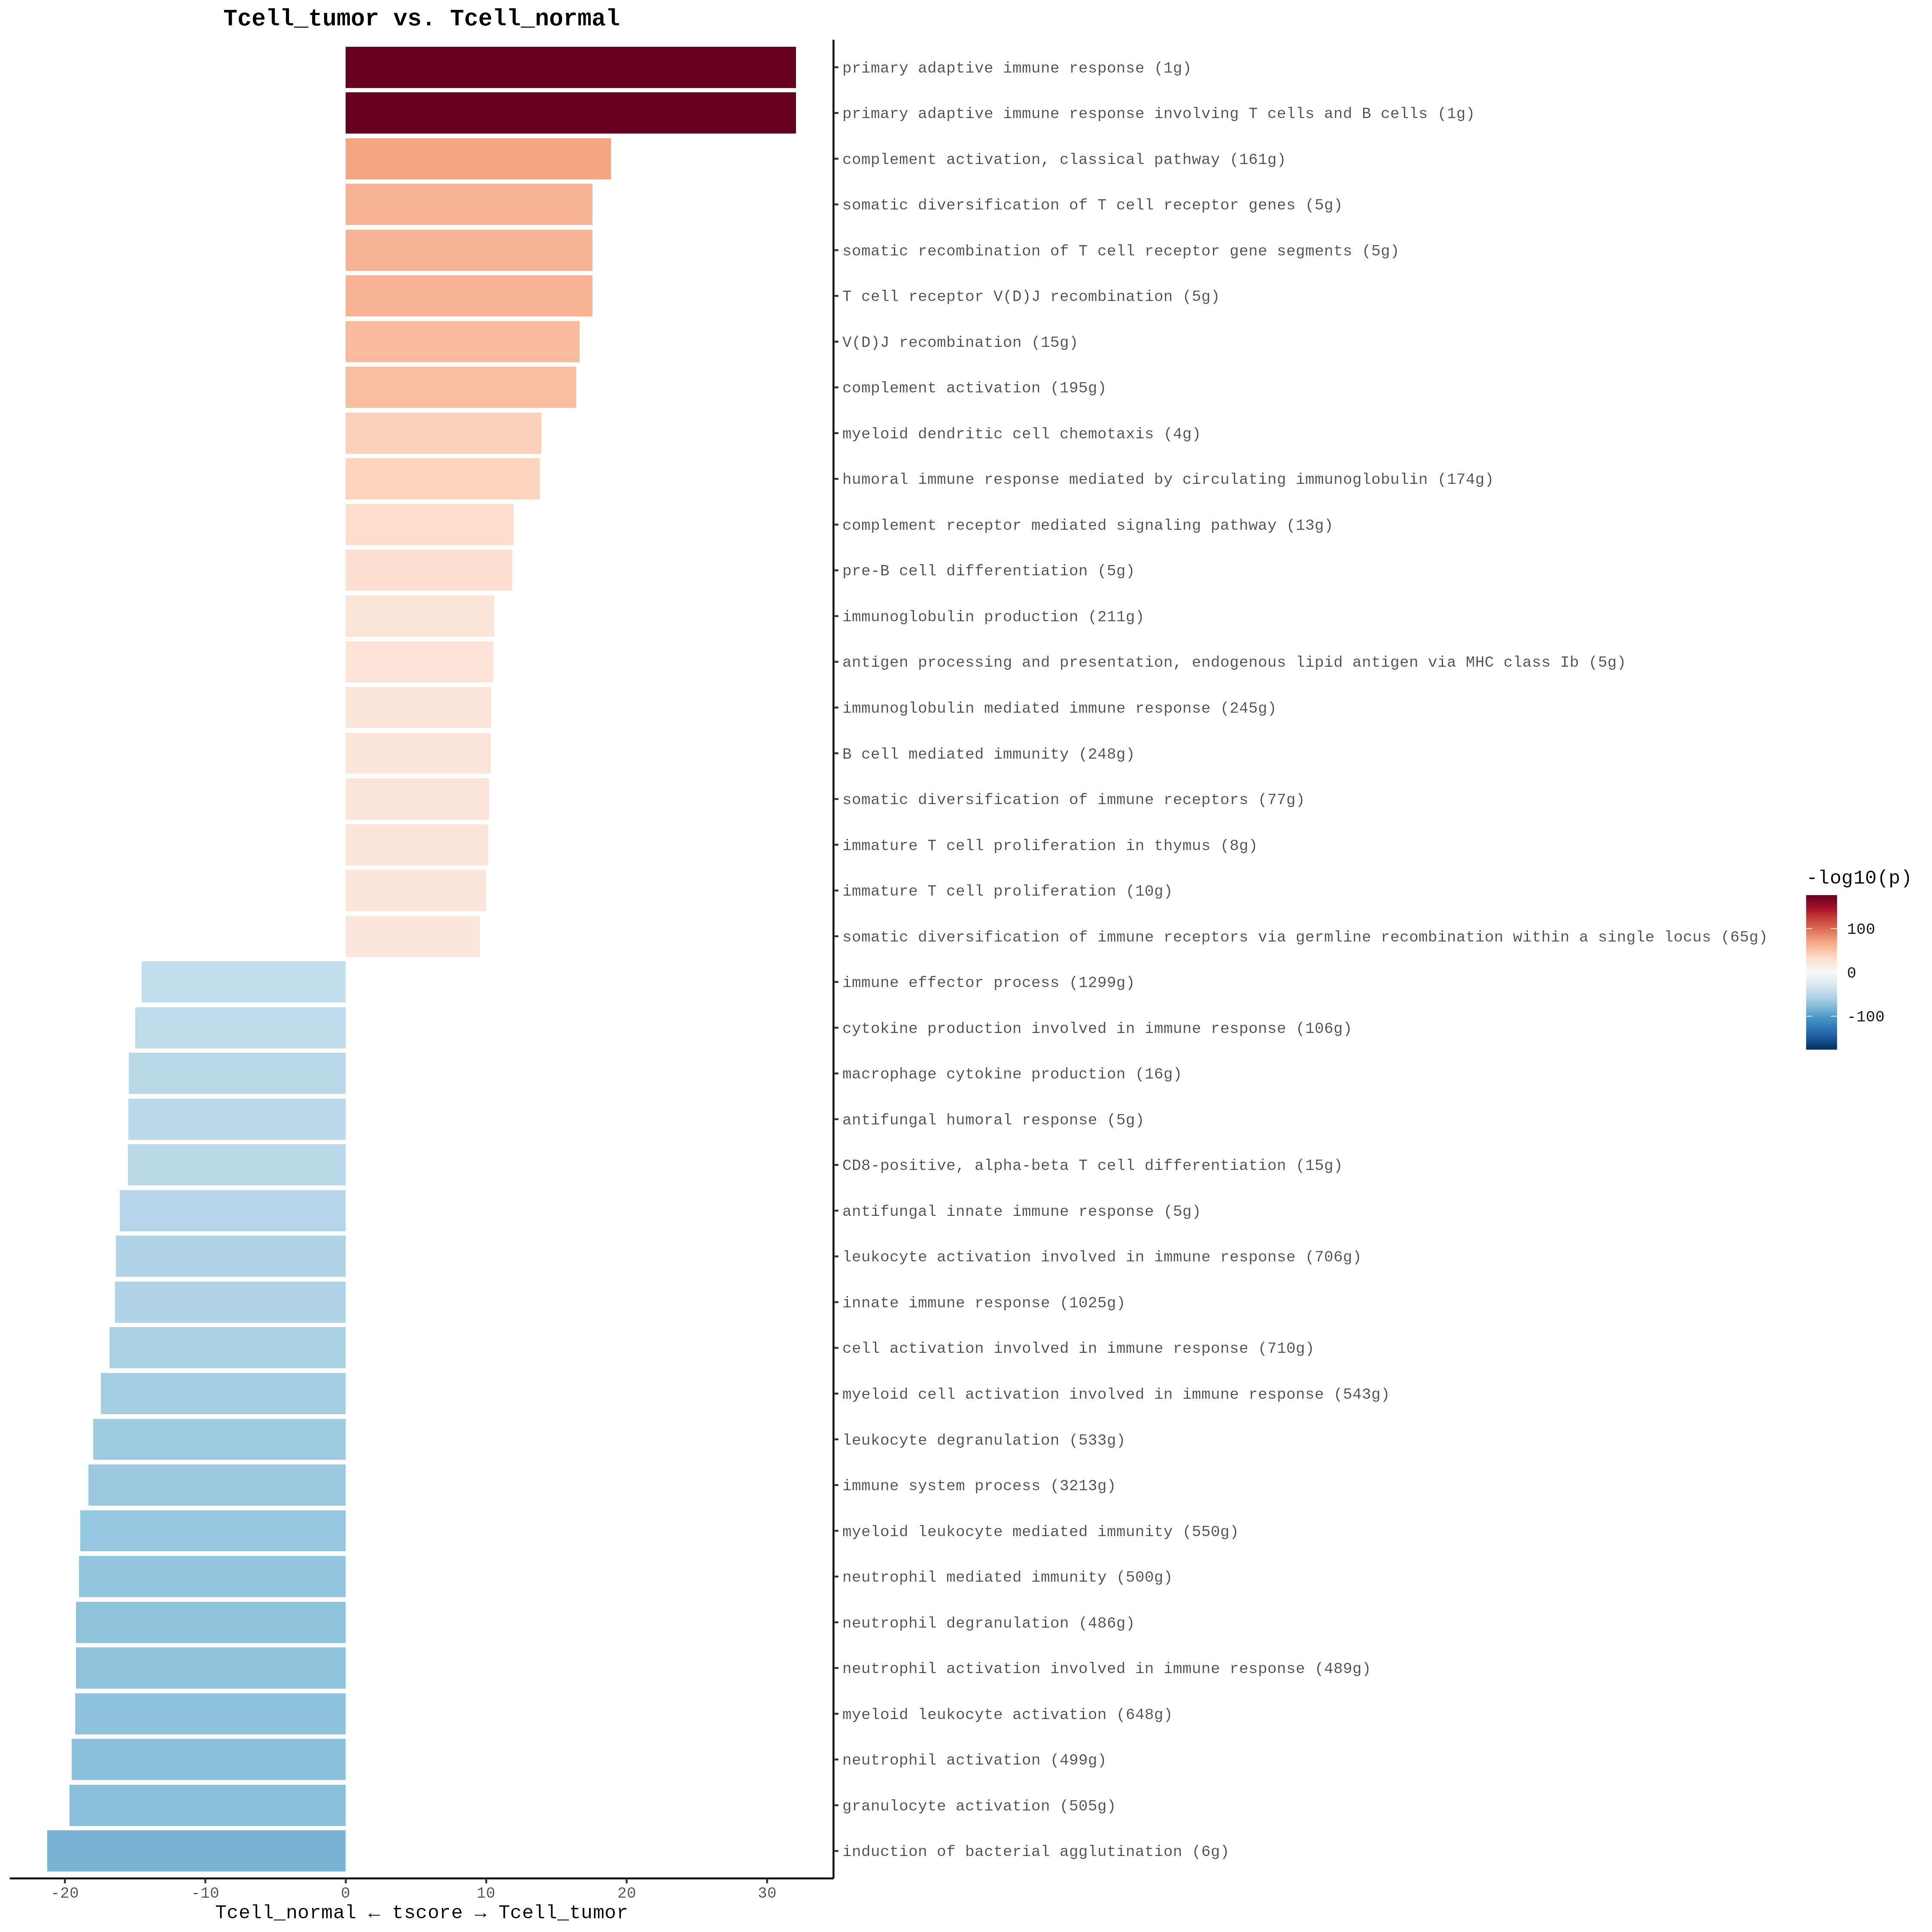 Tcell_tumor vs. Tcell_normal
primary adaptive immune response (1g)
primary adaptive immune response involving T cells and B cells (1g)
complement activation, classical pathway (161g)
somatic diversification of T cell receptor genes (5g)
somatic recombination of T cell receptor gene segments (5g)
T cell receptor V(D)J recombination (5g)
V(D)J recombination (15g)
complement activation (195g)
myeloid dendritic cell chemotaxis (4g)
humoral immune response mediated by circulating immunoglobulin (174g)
complement receptor mediated signaling pathway (13g)
pre-B cell differentiation (5g)
immunoglobulin production (211g)
antigen processing and presentation, endogenous lipid antigen via MHC class Ib (5g)
immunoglobulin mediated immune response (245g)
B cell mediated immunity (248g)
somatic diversification of immune receptors (77g)
immature T cell proliferation in thymus (8g)
immature T cell proliferation (10g)
somatic diversification of immune receptors via germline recombination within a single locus (65g)
immune effector process (1299g)
cytokine production involved in immune response (106g)
macrophage cytokine production (16g)
antifungal humoral response (5g)
CD8-positive, alpha-beta T cell differentiation (15g)
antifungal innate immune response (5g)
leukocyte activation involved in immune response (706g)
innate immune response (1025g)
cell activation involved in immune response (710g)
myeloid cell activation involved in immune response (543g)
leukocyte degranulation (533g)
immune system process (3213g)
myeloid leukocyte mediated immunity (550g)
neutrophil mediated immunity (500g)
neutrophil degranulation (486g)
neutrophil activation involved in immune response (489g)
myeloid leukocyte activation (648g)
neutrophil activation (499g)
granulocyte activation (505g)
induction of bacterial agglutination (6g)
-20 -10 0 10 20 30
Tcell_normal ← tscore → Tcell_tumor
-log10(p)
100
0
-100